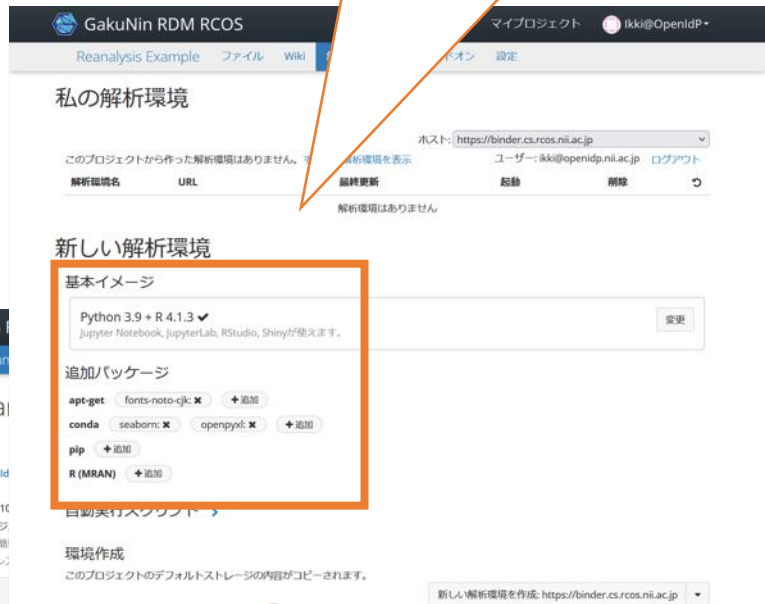 GakuNin RDM RCOS
マイプロジェクト
Ikki@OpenIdP
Reanalysis Example ファイル Wiki
ドオン 設定
私の解析環境
ホスト: https://binder.cs.rcos.nii.ac.jp
このプロジェクトから作った解析環境はありません。
解析環境を表示
ユーザー: ikki@openidp.nii.ac.jp ログアウト
解析環境名 URL 最終更新 起動 削除
解析環境はありません
新しい解析環境
基本イメージ
Python 3.9 + R 4.1.3 ✔
Jupyter Notebook, JupyterLab, RStudio, Shinyが使えます。
変更
追加パッケージ
apt-get fonts-noto-cjk: ✖ +追加
conda seaborn: ✖ openpyxl: ✖ +追加
pip +追加
R (MRAN) +追加
自動実行スクリプト >
環境作成
このプロジェクトのデフォルトストレージの内容がコピーされます。
新しい解析環境を作成: https://binder.cs.rcos.nii.ac.jp